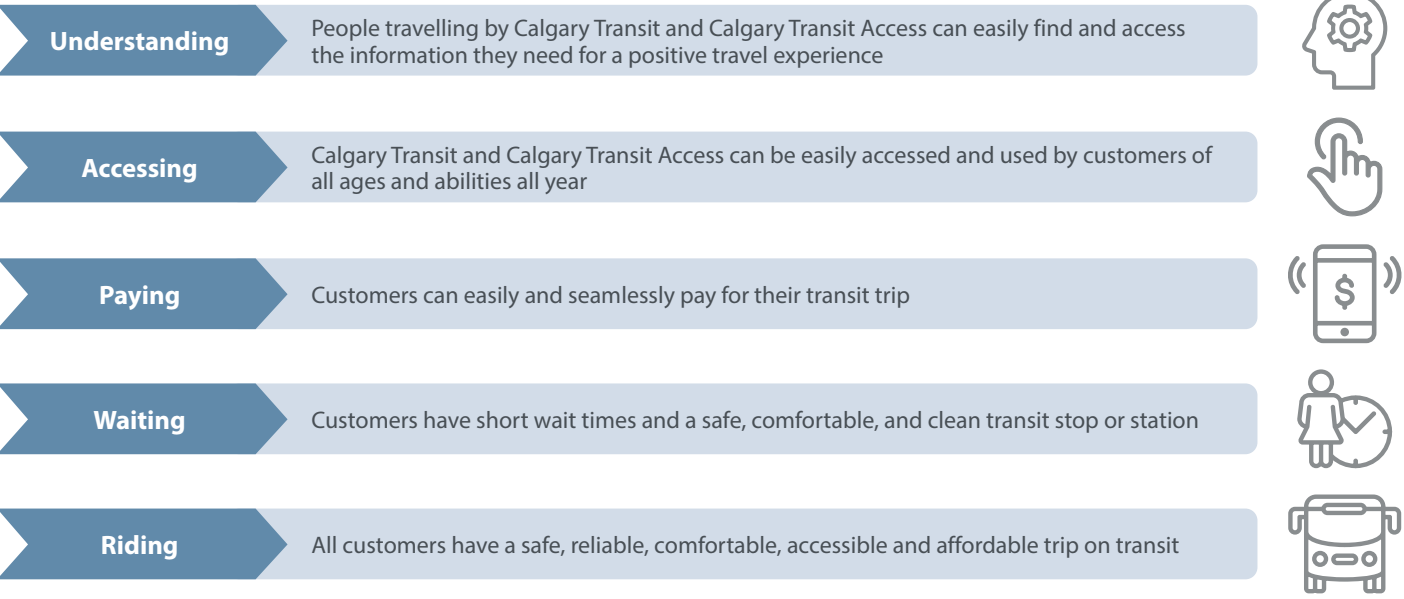 Understanding
People travelling by Calgary Transit and Calgary Transit Access can easily find and access
the information they need for a positive travel experience
Accessing
Calgary Transit and Calgary Transit Access can be easily accessed and used by customers of
all ages and abilities all year
Paying
Customers can easily and seamlessly pay for their transit trip
$
Waiting
Customers have short wait times and a safe, comfortable, and clean transit stop or station
Riding
All customers have a safe, reliable, comfortable, accessible and affordable trip on transit